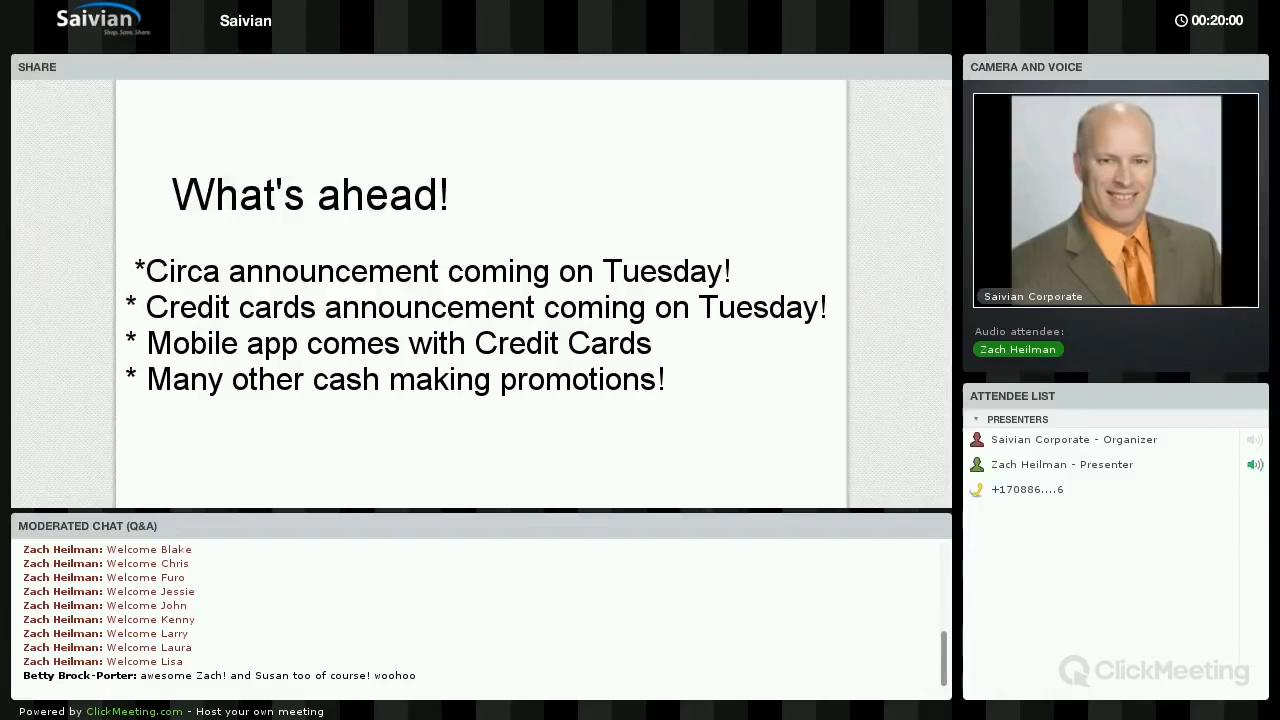 Saivian
Shop. Save. Share.
Saivian
00:20:00
SHARE
What's ahead!
*Circa announcement coming on Tuesday!
* Credit cards announcement coming on Tuesday!
* Mobile app comes with Credit Cards
* Many other cash making promotions!
MODERATED CHAT (Q&A)
Zach Heilman: Welcome Blake
Zach Heilman: Welcome Chris
Zach Heilman: Welcome Furo
Zach Heilman: Welcome Jessie
Zach Heilman: Welcome John
Zach Heilman: Welcome Kenny
Zach Heilman: Welcome Larry
Zach Heilman: Welcome Laura
Zach Heilman: Welcome Lisa
Betty Brock-Porter: awesome Zach! and Susan too of course! woohoo
CAMERA AND VOICE
Saivian Corporate
Audio attendee:
Zach Heilman
ATTENDEE LIST
PRESENTERS
Saivian Corporate - Organizer
Zach Heilman - Presenter
+170886....6
ClickMeeting
Powered by ClickMeeting.com - Host your own meeting